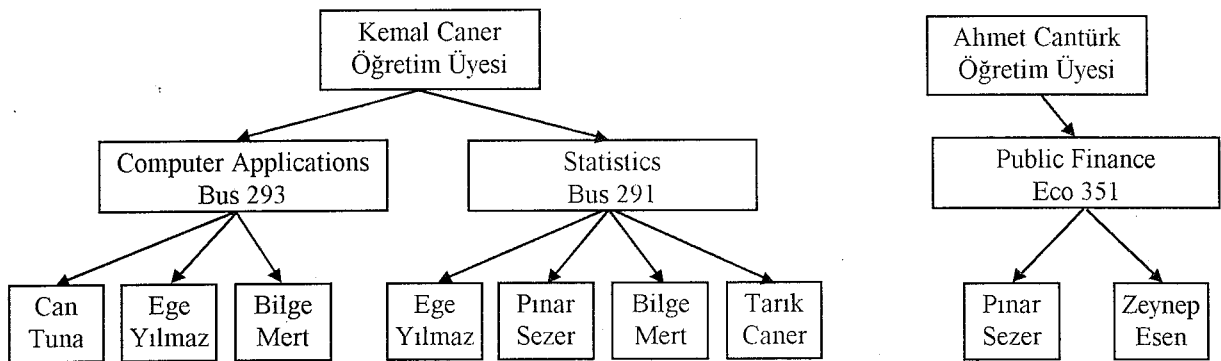 Kemal Caner
Öğretim Üyesi
Ahmet Cantürk
Öğretim Üyesi
Computer Applications
Bus 293
Statistics
Bus 291
Public Finance
Eco 351
Can
Tuna
Ege
Yılmaz
Bilge
Mert
Ege
Yılmaz
Pınar
Sezer
Bilge
Mert
Tarık
Caner
Pınar
Sezer
Zeynep
Esen